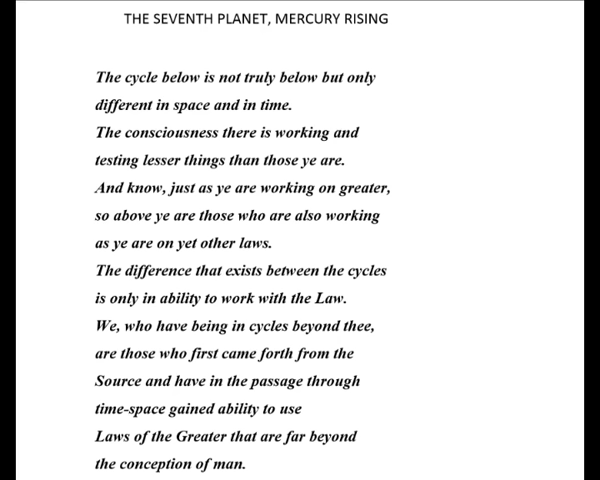 THE SEVENTH PLANET, MERCURY RISING
The cycle below is not truly below but only
different in space and in time.
The consciousness there is working and
testing lesser things than those ye are.
And know, just as ye are working on greater,
so above ye are those who are also working
as ye are on yet other laws.
The difference that exists between the cycles
is only in ability to work with the Law.
We, who have being in cycles beyond thee,
are those who first came forth from the
Source and have in the passage through
time-space gained ability to use
Laws of the Greater that are far beyond
the conception of man.